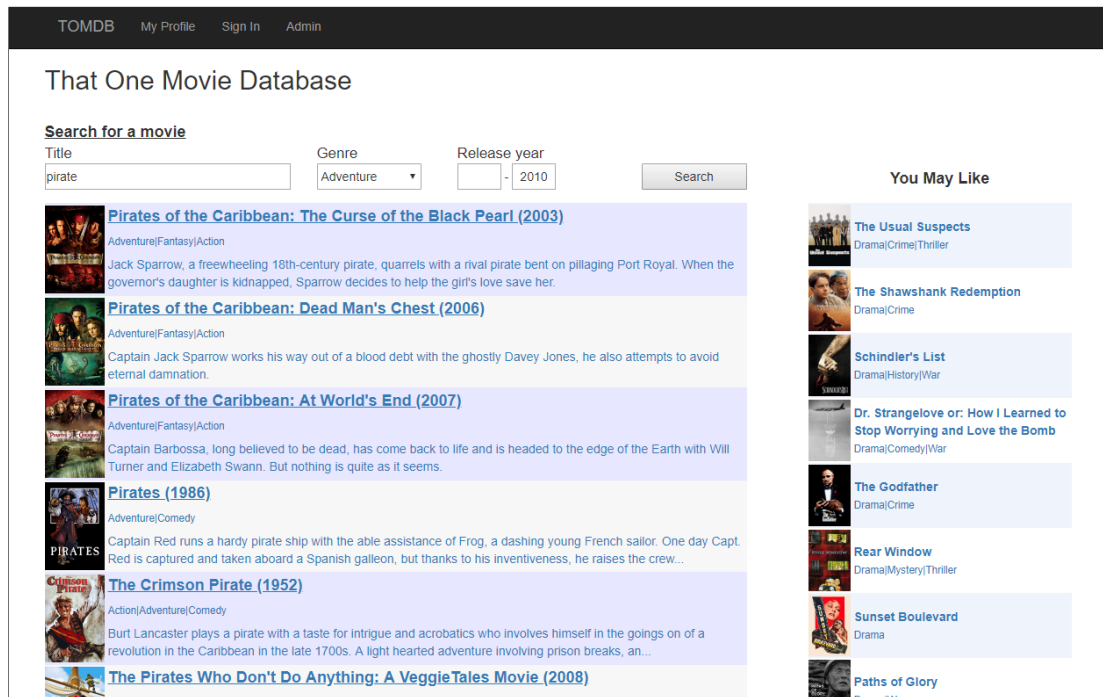 TOMDB My Profile Sign In Admin
That One Movie Database
Search for a movie
Title Genre Release year
pirate Adventure - 2010 Search
Pirates of the Caribbean: The Curse of the Black Pearl (2003)
Adventure|Fantasy|Action
Jack Sparrow, a freewheeling 18th-century pirate, quarrels with a rival pirate bent on pillaging Port Royal. When the
governor's daughter is kidnapped, Sparrow decides to help the girl's love save her.
Pirates of the Caribbean: Dead Man's Chest (2006)
Adventure|Fantasy|Action
Captain Jack Sparrow works his way out of a blood debt with the ghostly Davey Jones, he also attempts to avoid
eternal damnation.
Pirates of the Caribbean: At World's End (2007)
Adventure|Fantasy|Action
Captain Barbossa, long believed to be dead, has come back to life and is headed to the edge of the Earth with Will
Turner and Elizabeth Swann. But nothing is quite as it seems.
PIRATES
Pirates (1986)
Adventure|Comedy
Captain Red runs a hardy pirate ship with the able assistance of Frog, a dashing young French sailor. One day Capt.
Red is captured and taken aboard a Spanish galleon, but thanks to his inventiveness, he raises the crew...
Crimson
Pirate
The Crimson Pirate (1952)
Action|Adventure|Comedy
Burt Lancaster plays a pirate with a taste for intrigue and acrobatics who involves himself in the goings on of a
revolution in the Caribbean in the late 1700s. A light hearted adventure involving prison breaks, an...
The Pirates Who Don't Do Anything: A VeggieTales Movie (2008)
You May Like
The Usual Suspects
Drama|Crime|Thriller
The Shawshank Redemption
Drama|Crime
Schindler's List
Drama|History|War
Dr. Strangelove or: How I Learned to
Stop Worrying and Love the Bomb
Drama|Comedy|War
The Godfather
Drama|Crime
Rear Window
Drama|Mystery|Thriller
Sunset Boulevard
Drama
Paths of Glory